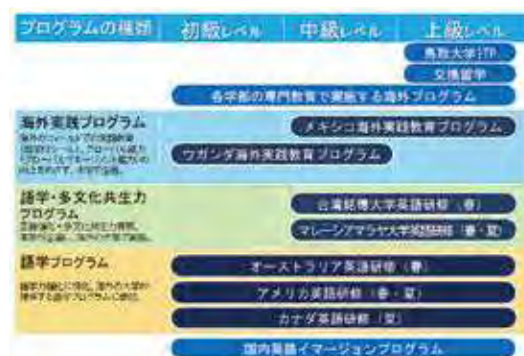 プログラムの種類 初級レベル 中級レベル 上級レベル
鳥取大学ITP
交換留学
各学部の専門教育で実施する海外プログラム
海外実践プログラム
メキシコ海外実践教育プログラム
ウガンダ海外実践教育プログラム
語学・多文化共生力
プログラム
台湾銘傳大学英語研修（春）
マレーシアマラヤ大学英語研修（春・夏）
語学プログラム
オーストラリア英語研修（春）
アメリカ英語研修（春・夏）
カナダ英語研修（夏）
国内英語イマージョンプログラム